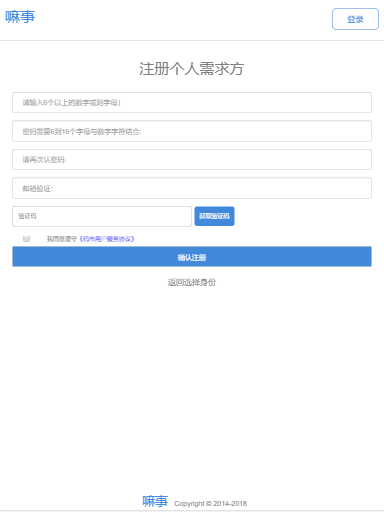 嘛事
登录
注册个人需求方
请输入6个以上的数字或则字母）
密码需要6到16个字母与数字字符结合:
请再次认密码:
邮箱验证：
验证码
获取验证码
我同意遵守《码市用户服务协议》
确认注册
返回选择身份
嘛事 Copyright © 2014-2018